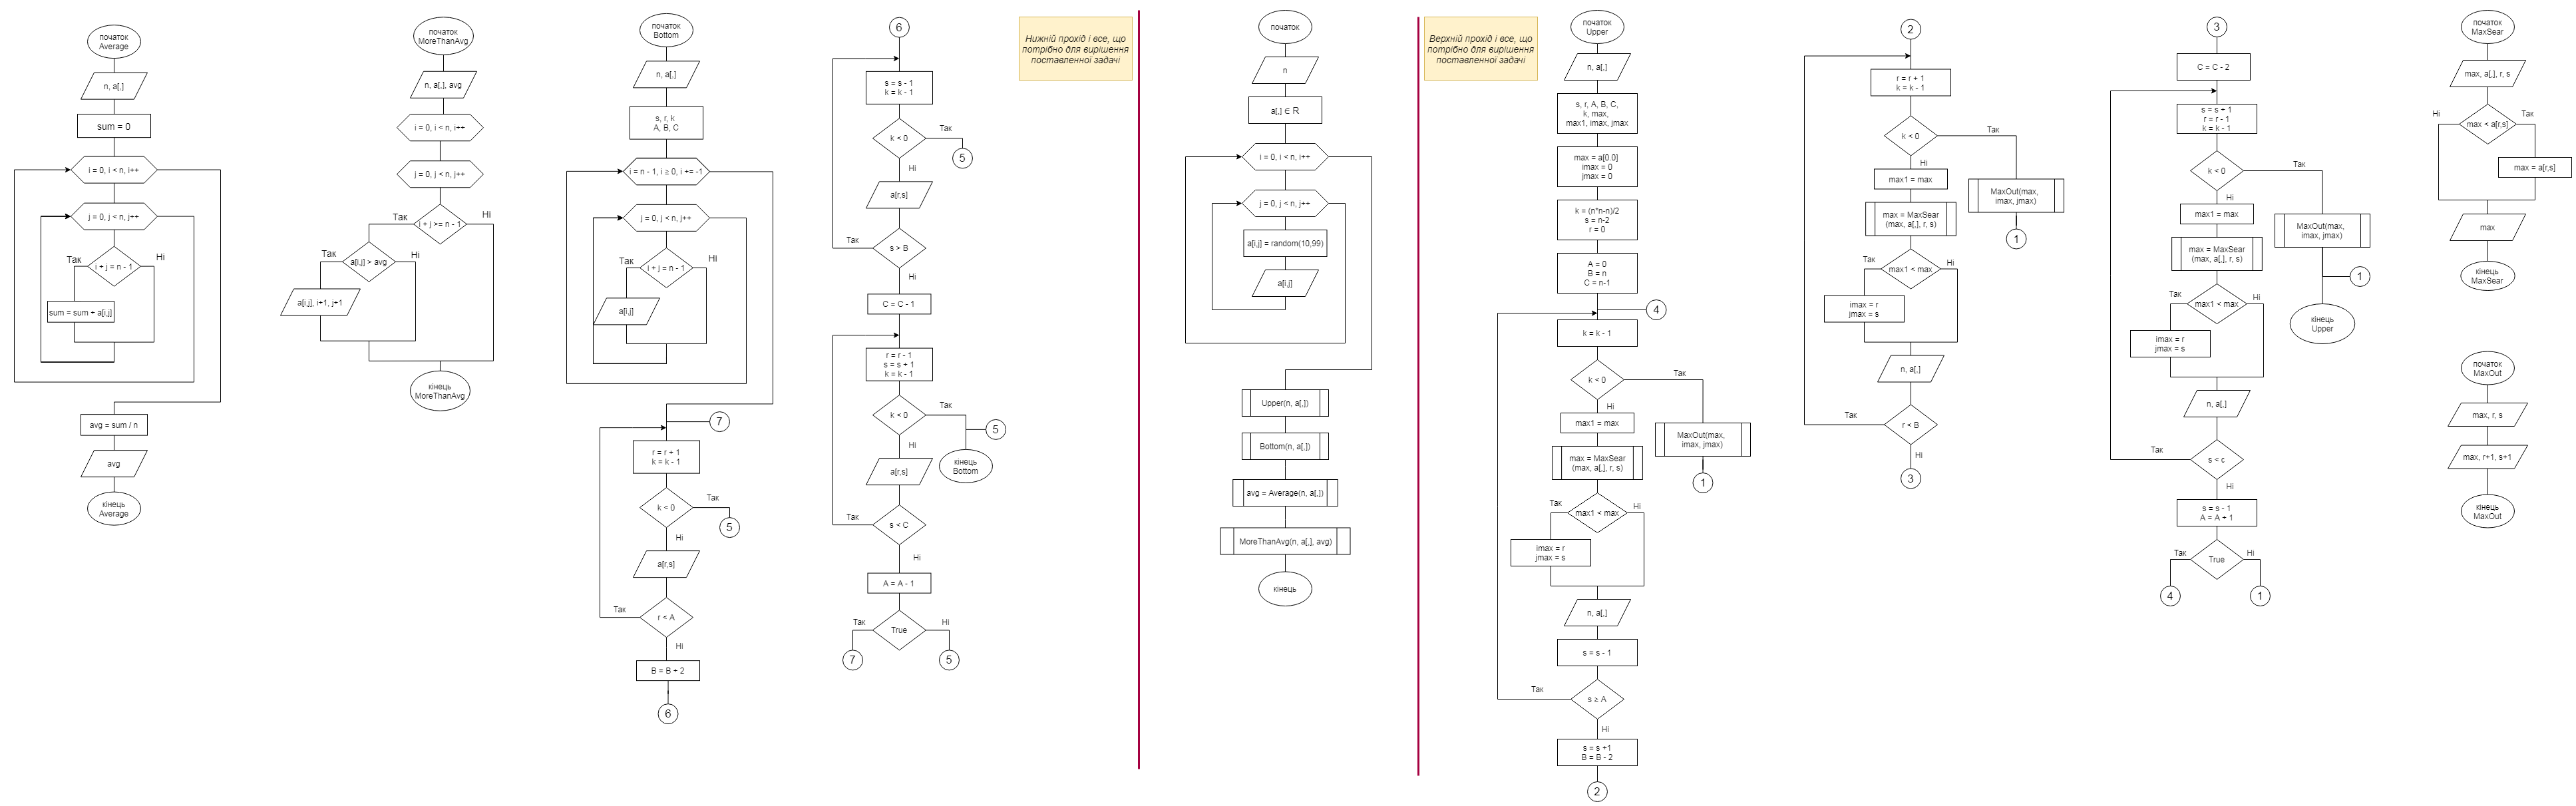 початок
Average
n, a[,]
sum = 0
i = 0, i < n, i++
j = 0, j < n, j++
Так
Ні
i + j = n - 1
sum = sum + a[i,j]
avg = sum / n
avg
кінець
Average
початок
MoreThanAvg
n, a[,], avg
i = 0, i < n, i++
j = 0, j < n, j++
Так
Ні
i + j >= n - 1
Так
Ні
a[i,j] > avg
a[i,j], i+1, j+1
кінець
MoreThanAvg
початок
Bottom
n, a[,]
s, r, k
A, B, C
i = n - 1, i ≥ 0, i += -1
j = 0, j < n, j++
Так
Ні
i + j = n - 1
a[i,j]
7
r = r + 1
k = k - 1
Так
k < 0
5
Ні
a[r,s]
Так
r < A
Ні
B = B + 2
6
6
s = s - 1
k = k - 1
Так
k < 0
5
Ні
a[r,s]
Так
s > B
Ні
C = C - 1
r = r - 1
s = s + 1
k = k - 1
Так
k < 0
5
Ні
кінець
Bottom
a[r,s]
Так
s < C
Ні
A = A - 1
Так
True
Ні
7
5
Нижній прохід і все, що
потрібно для вирішення
поставленної задачі
початок
n
a[,] ∈ R
i = 0, i < n, i++
j = 0, j < n, j++
a[i,j] = random(10,99)
a[i,j]
Upper(n, a[,])
Bottom(n, a[,])
avg = Average(n, a[,])
MoreThanAvg(n, a[,], avg)
кінець
Верхній прохід і все, що
потрібно для вирішення
поставленної задачі
початок
Upper
n, a[,]
s, r, A, B, C,
k, max,
max1, imax, jmax
max = a[0,0]
imax = 0
jmax = 0
k = (n*n-n)/2
s = n-2
r = 0
A = 0
B = n
C = n-1
4
k = k - 1
Так
k < 0
Ні
max1 = max
MaxOut(max,
imax, jmax)
1
max = MaxSear
(max, a[,], r, s)
Так
Ні
max1 < max
imax = r
jmax = s
n, a[,]
s = s - 1
Так
s ≥ A
Ні
s = s +1
B = B - 2
2
2
r = r + 1
k = k - 1
Так
k < 0
Ні
max1 = max
MaxOut(max,
imax, jmax)
1
max = MaxSear
(max, a[,], r, s)
Так
Ні
max1 < max
imax = r
jmax = s
n, a[,]
Так
r < B
Ні
3
3
C = C - 2
s = s + 1
r = r - 1
k = k - 1
Так
k < 0
Ні
max1 = max
MaxOut(max,
imax, jmax)
1
кінець
Upper
max = MaxSear
(max, a[,], r, s)
Так
Ні
max1 < max
imax = r
jmax = s
n, a[,]
Так
s < c
Ні
s = s - 1
A = A + 1
Так
True
Ні
4
1
початок
MaxSear
max, a[,], r, s
Ні
Так
max < a[r,s]
max = a[r,s]
max
кінець
MaxSear
початок
MaxOut
max, r, s
max, r+1, s+1
кінець
MaxOut